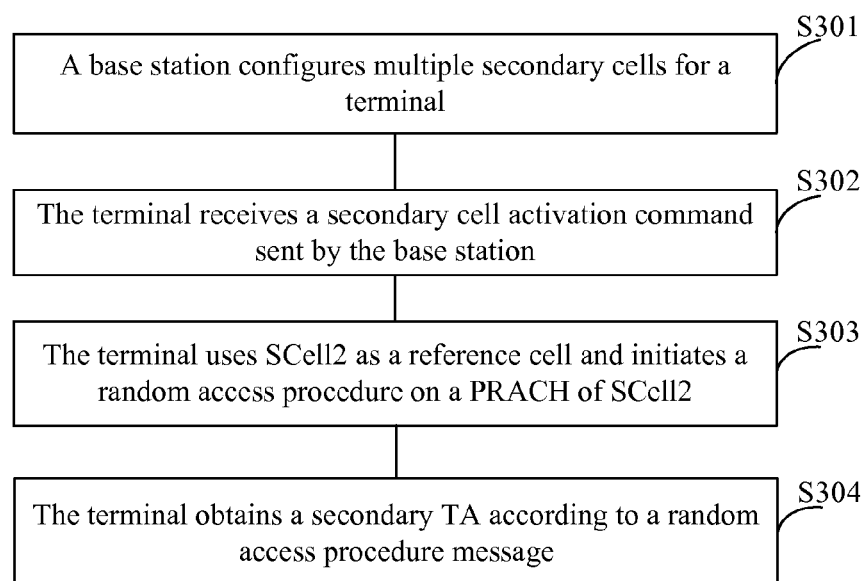 S301
A base station configures multiple secondary cells for a
terminal
S302
The terminal receives a secondary cell activation command
sent by the base station
S303
The terminal uses SCell2 as a reference cell and initiates a
random access procedure on a PRACH of SCell2
S304
The terminal obtains a secondary TA according to a random
access procedure message